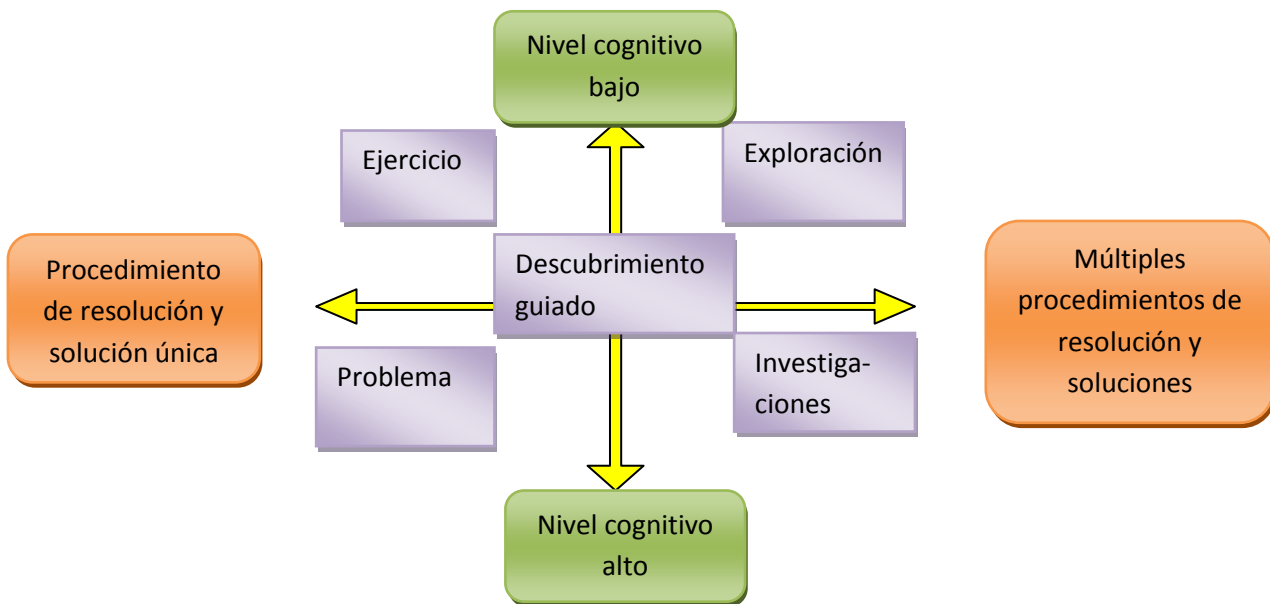 Nivel cognitivo
bajo
Ejercicio
Exploración
Procedimiento
de resolución y
solución única
Descubrimiento
guiado
Múltiples
procedimientos de
resolución y
soluciones
Problema
Investiga-
ciones
Nivel cognitivo
alto